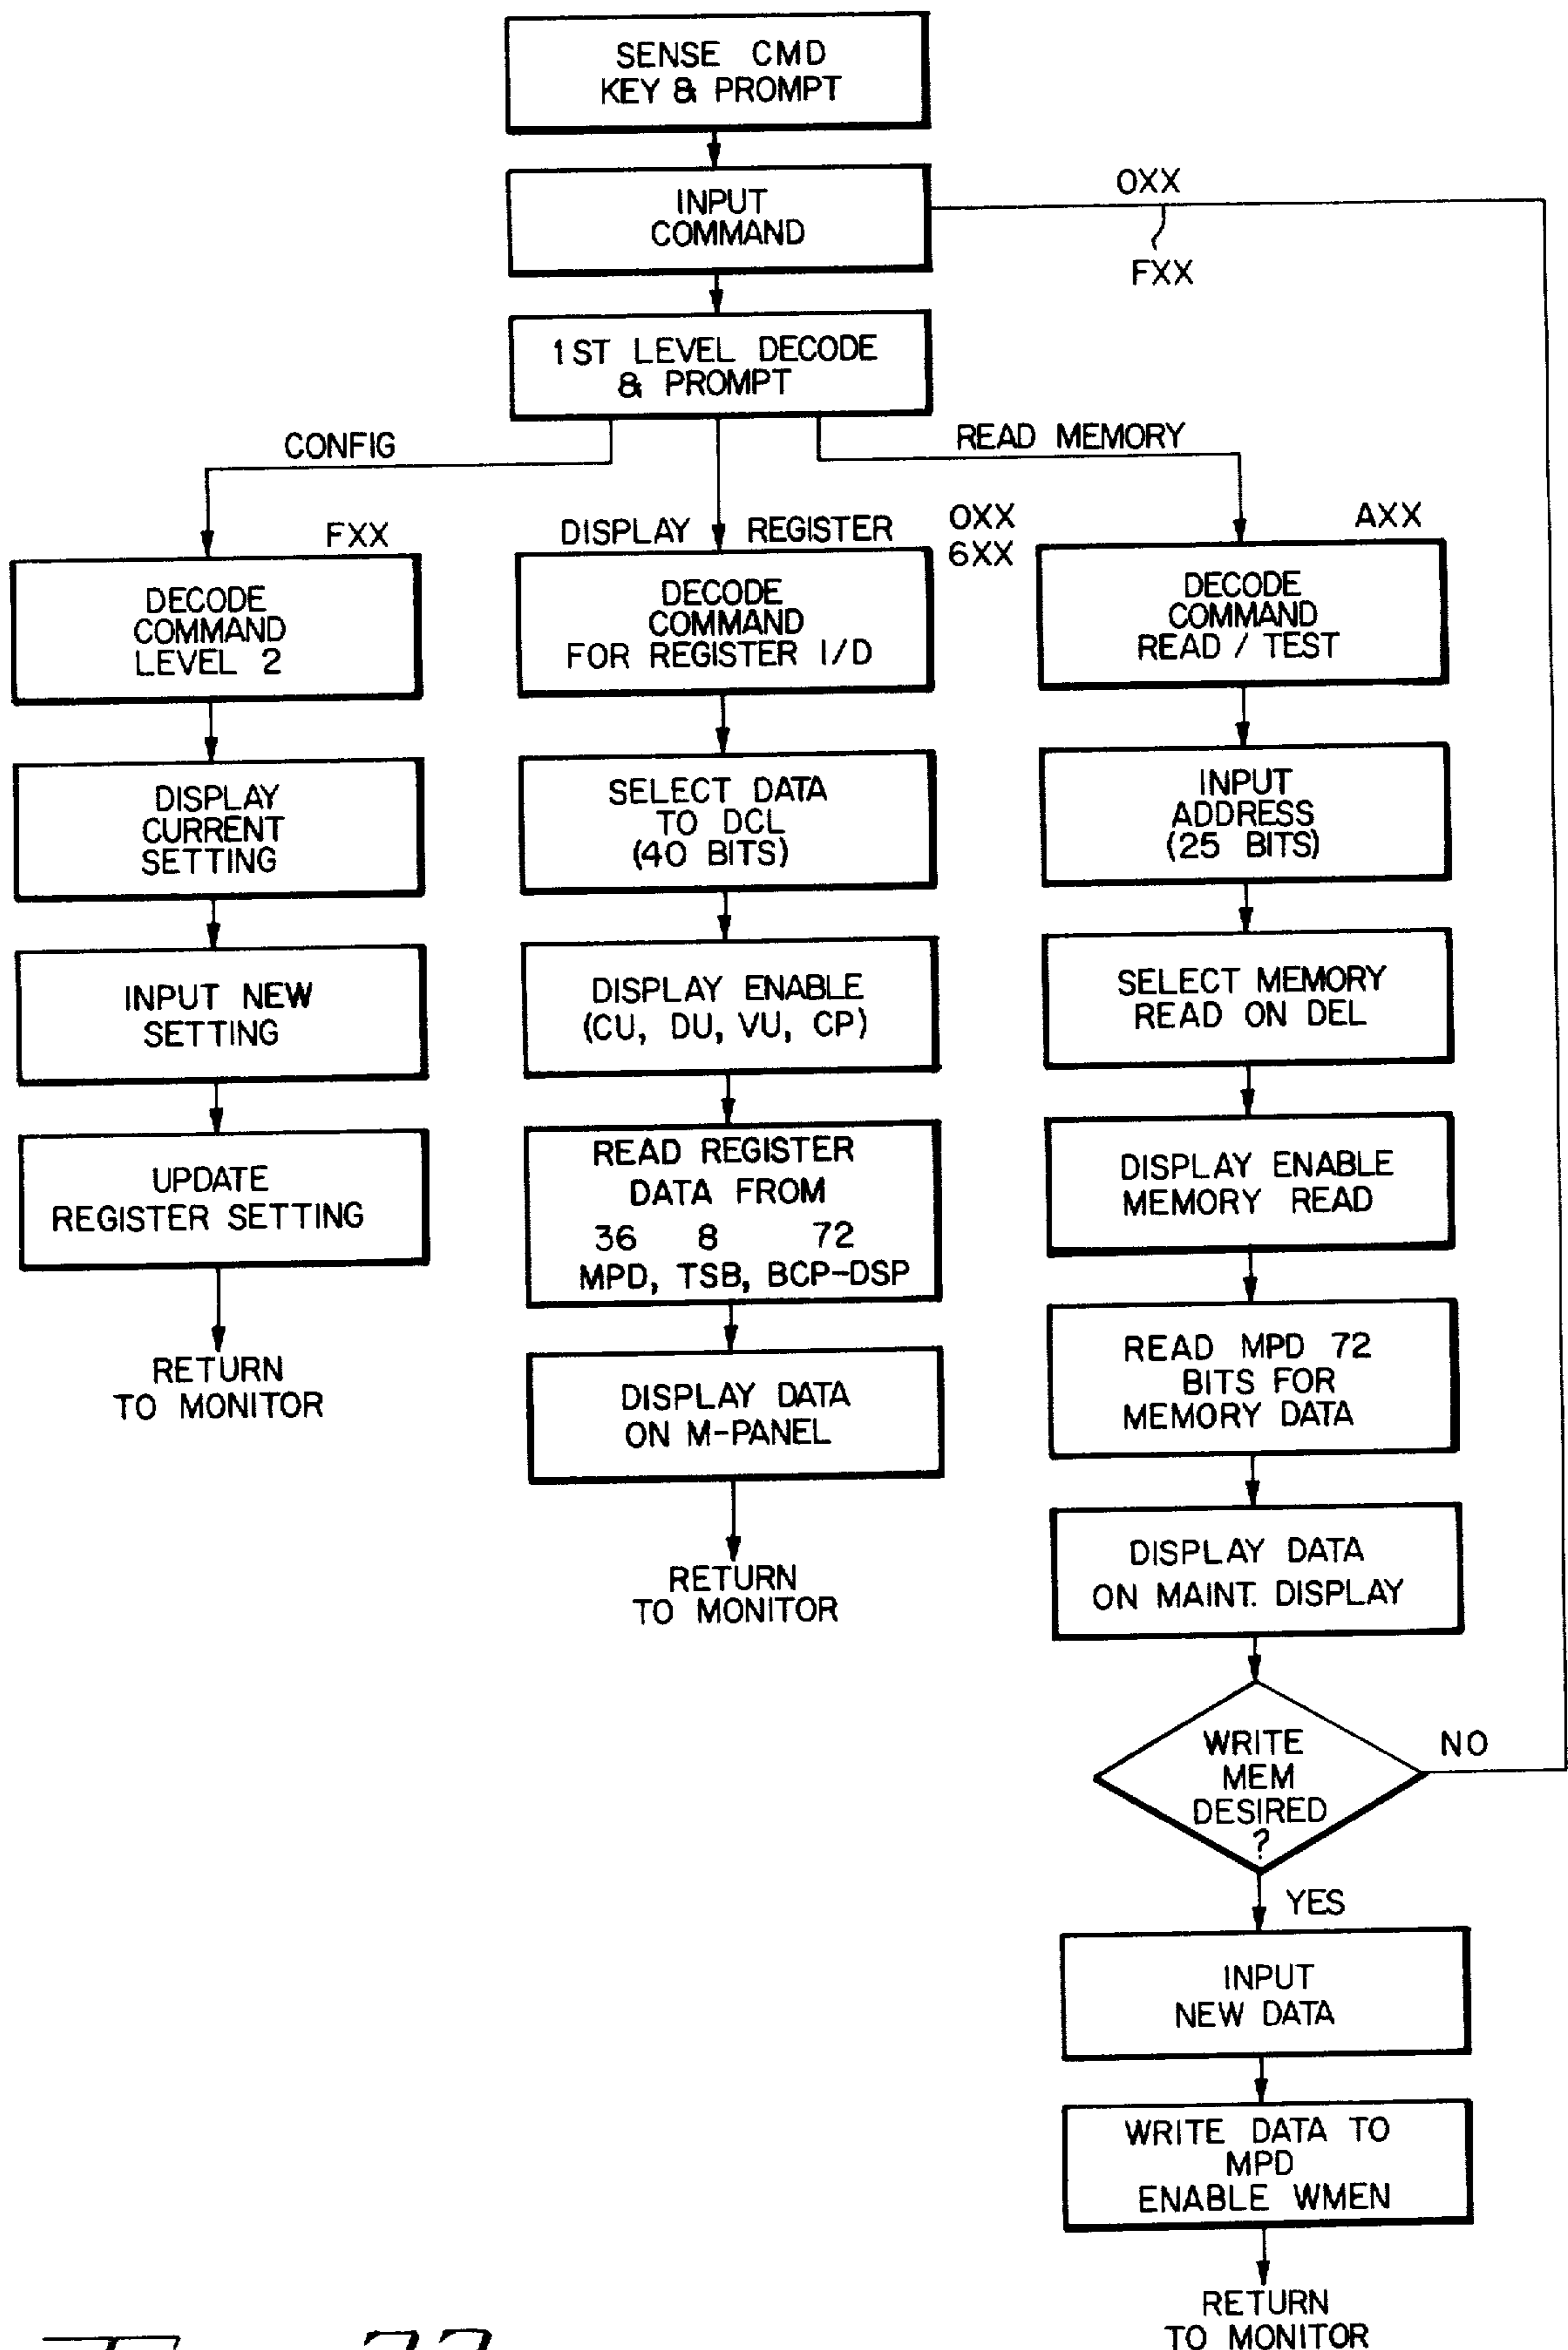 SENSE CMD
KEY & PROMPT
INPUT
COMMAND
OXX
FXX
1ST LEVEL DECODE
& PROMPT
CONFIG
READ MEMORY
FXX
DISPLAY REGISTER
OXX
6XX
AXX
DECODE
COMMAND
LEVEL 2
DISPLAY
CURRENT
SETTING
INPUT NEW
SETTING
UPDATE
REGISTER SETTING
RETURN
TO MONITOR
DECODE
COMMAND
FOR REGISTER I/D
SELECT DATA
TO DCL
(40 BITS)
DISPLAY ENABLE
(CU, DU, VU, CP)
READ REGISTER
DATA FROM
36 8 72
MPD, TSB, BCP-DSP
DISPLAY DATA
ON M-PANEL
RETURN
TO MONITOR
DECODE
COMMAND
READ / TEST
INPUT
ADDRESS
(25 BITS)
SELECT MEMORY
READ ON DEL
DISPLAY ENABLE
MEMORY READ
READ MPD 72
BITS FOR
MEMORY DATA
DISPLAY DATA
ON MAINT. DISPLAY
WRITE
MEM
DESIRED
?
NO
YES
INPUT
NEW DATA
WRITE DATA TO
MPD
ENABLE WMEN
RETURN
TO MONITOR